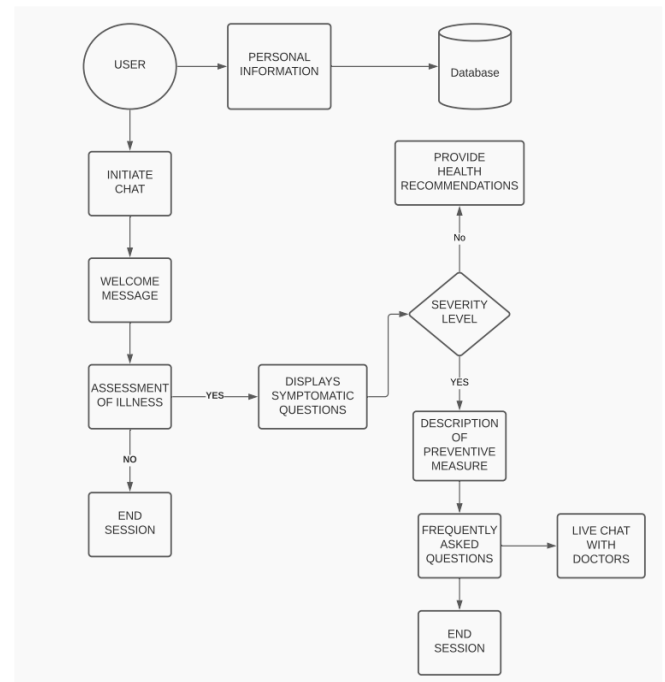 USER
PERSONAL
INFORMATION
Database
PROVIDE
HEALTH
RECOMMENDATIONS
INITIATE
CHAT
No
WELCOME
MESSAGE
SEVERITY
LEVEL
ASSESSMENT
OF ILLNESS
YES
DISPLAYS
SYMPTOMATIC
QUESTIONS
YES
DESCRIPTION
OF
PREVENTIVE
MEASURE
NO
END
SESSION
FREQUENTLY
ASKED
QUESTIONS
LIVE CHAT
WITH
DOCTORS
END
SESSION